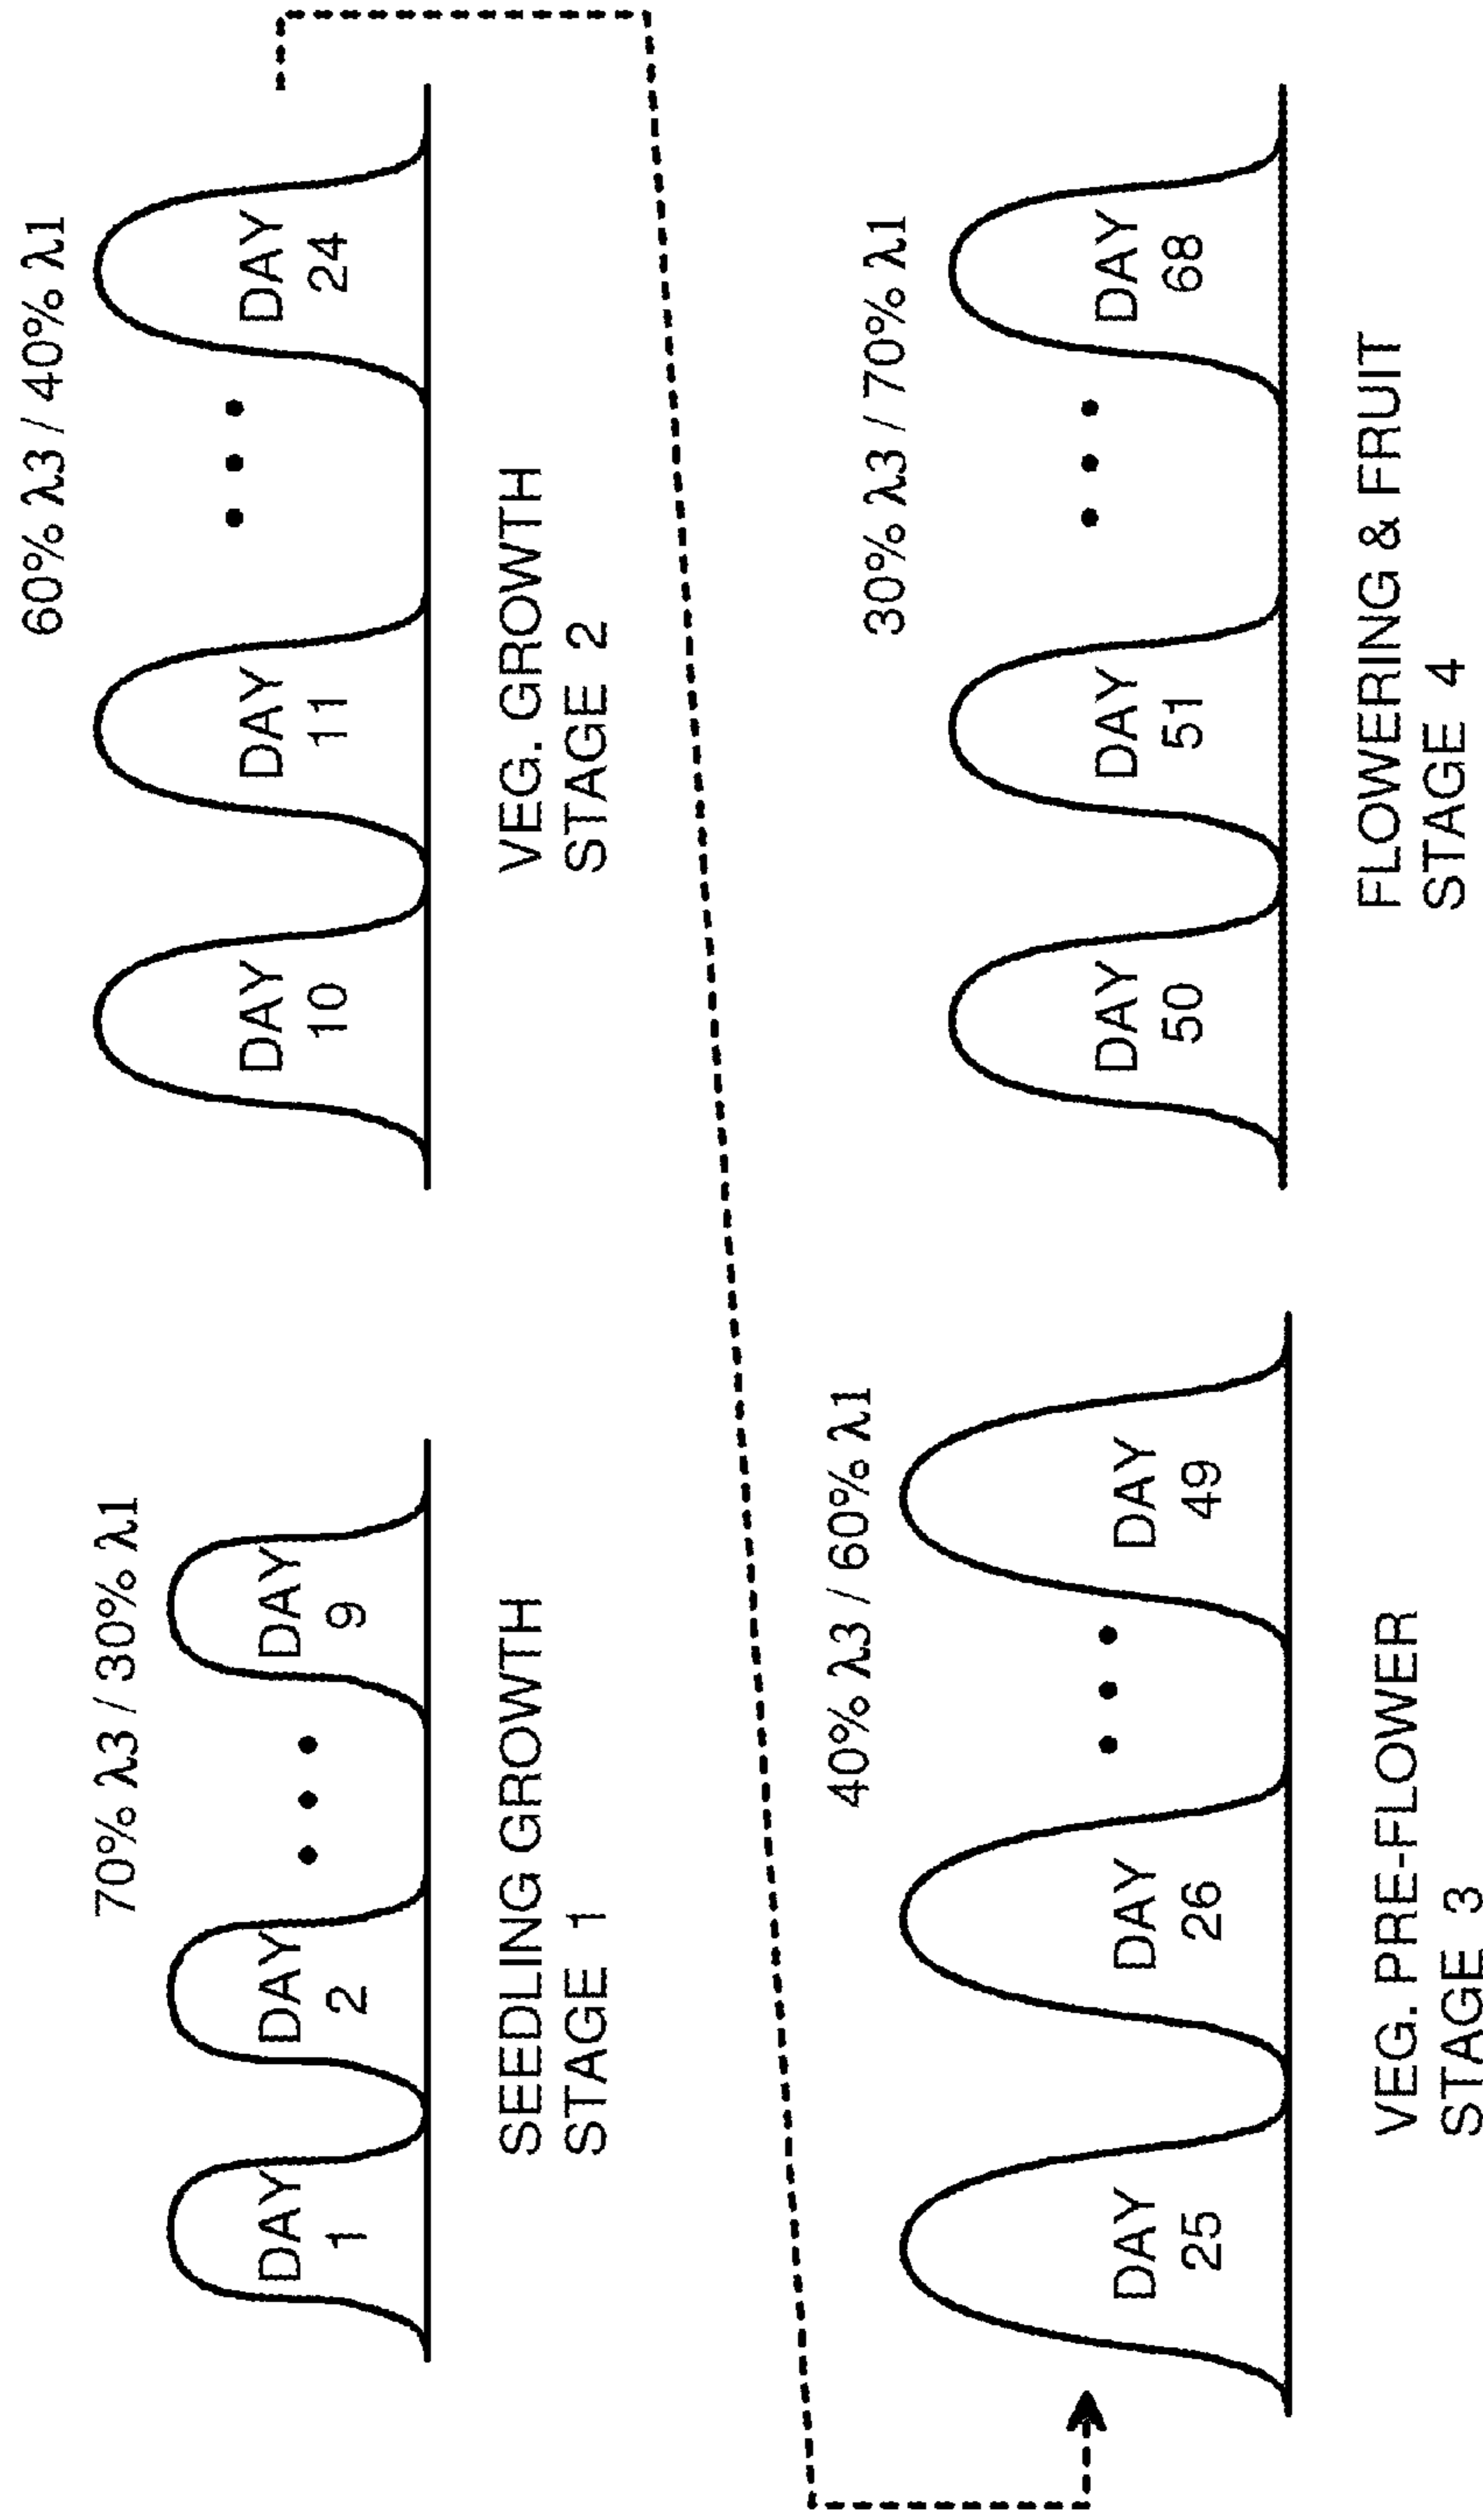 70% λ3 / 30% λ1
DAY
1
DAY
2
DAY
9
SEEDLING GROWTH
STAGE 1
60% λ3 / 40% λ1
DAY
10
DAY
11
DAY
24
VEG. GROWTH
STAGE 2
40% λ3 / 60% λ1
DAY
25
DAY
26
DAY
49
VEG. PRE-FLOWER
STAGE 3
30% λ3 / 70% λ1
DAY
50
DAY
51
DAY
68
FLOWERING & FRUIT
STAGE 4